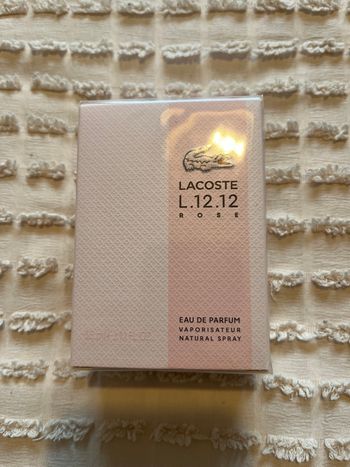 LACOSTE
L.12.12
ROSE
EAU DE PARFUM
VAPORISATEUR
NATURAL SPRAY